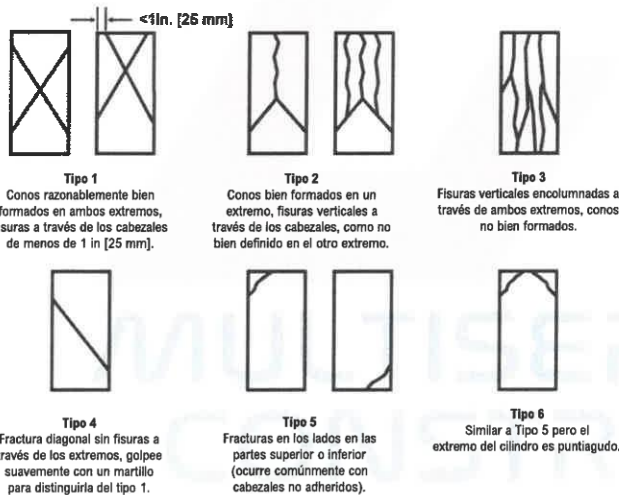 <1in. [25 mm]
Tipo 1
Conos razonablemente bien
formados en ambos extremos,
suras a través de los cabezales
de menos de 1 in [25 mm].
Tipo 2
Conos bien formados en un
extremo, fisuras verticales a
través de los cabezales, como no
bien definido en el otro extremo.
Tipo 3
Fisuras verticales encolumnadas a
través de ambos extremos, conos
no bien formados.
Tipo 4
Fractura diagonal sin fisuras a
través de los extremos, golpee
suavemente con un martillo
para distinguirla del tipo 1.
Tipo 5
Fracturas en los lados en las
partes superior o inferior
(ocurre comúnmente con
cabezales no adheridos).
Tipo 6
Similar a Tipo 5 pero el
extremo del cilindro es puntiagudo.
MULTISE
CONSTR